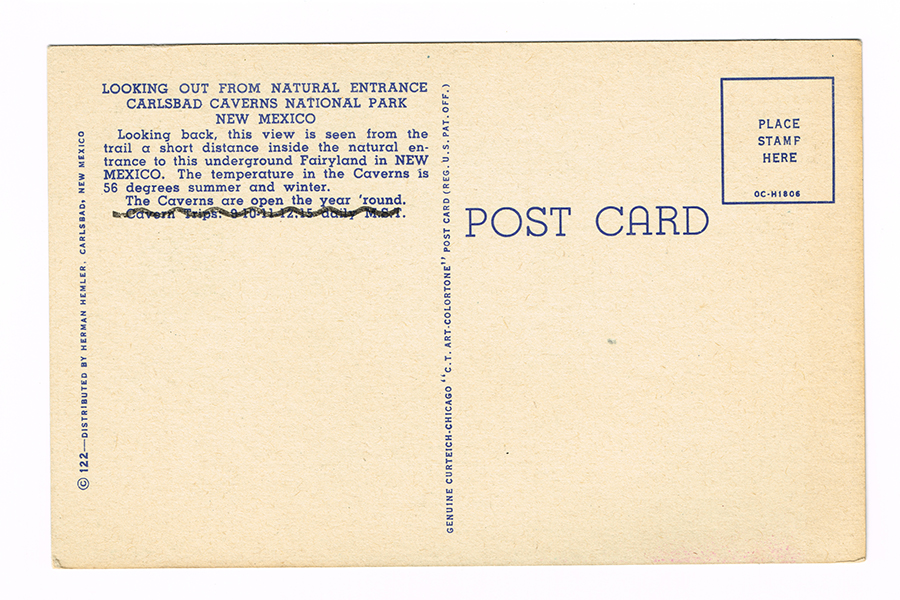 LOOKING OUT FROM NATURAL ENTRANCE
CARLSBAD CAVERNS NATIONAL PARK
NEW MEXICO
Looking back, this view is seen from the
trail a short distance inside the natural en-
trance to this underground Fairyland in NEW
MEXICO. The temperature in the Caverns is
56 degrees summer and winter.
The Caverns are open the year 'round.
Cavern Trips: 9-10-11-12:15 daily M.S.T.
© 122—DISTRIBUTED BY HERMAN HEMLER, CARLSBAD, NEW MEXICO
GENUINE CURTEICH-CHICAGO "C.T. ART-COLORTONE" POST CARD (REG. U.S. PAT. OFF.)
POST CARD
PLACE
STAMP
HERE
OC-H1806